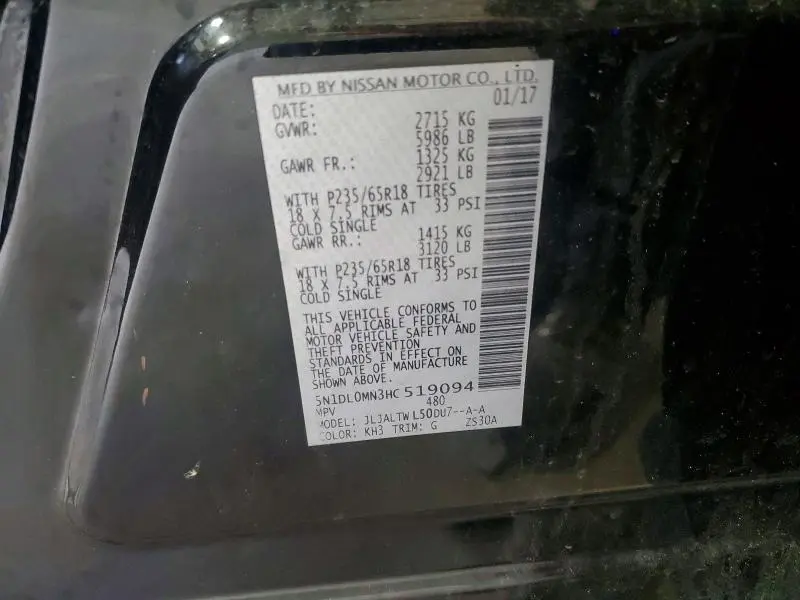 MFD BY NISSAN MOTOR CO., LTD.
DATE: 01/17
GVWR: 2715 KG
5986 LB
GAWR FR.: 1325 KG
2921 LB
WITH P235/65R18 TIRES
18 X 7.5 RIMS AT 33 PSI
COLD SINGLE
GAWR RR.: 1415 KG
3120 LB
WITH P235/65R18 TIRES
18 X 7.5 RIMS AT 33 PSI
COLD SINGLE
THIS VEHICLE CONFORMS TO
ALL APPLICABLE FEDERAL
MOTOR VEHICLE SAFETY AND
THEFT PREVENTION
STANDARDS IN EFFECT ON
THE DATE OF MANUFACTURE
SHOWN ABOVE.
5N1DL0MN3HC519094
MPV 480
MODEL: JLJALTWL50DU7--A-A
COLOR: KH3 TRIM: G ZS30A